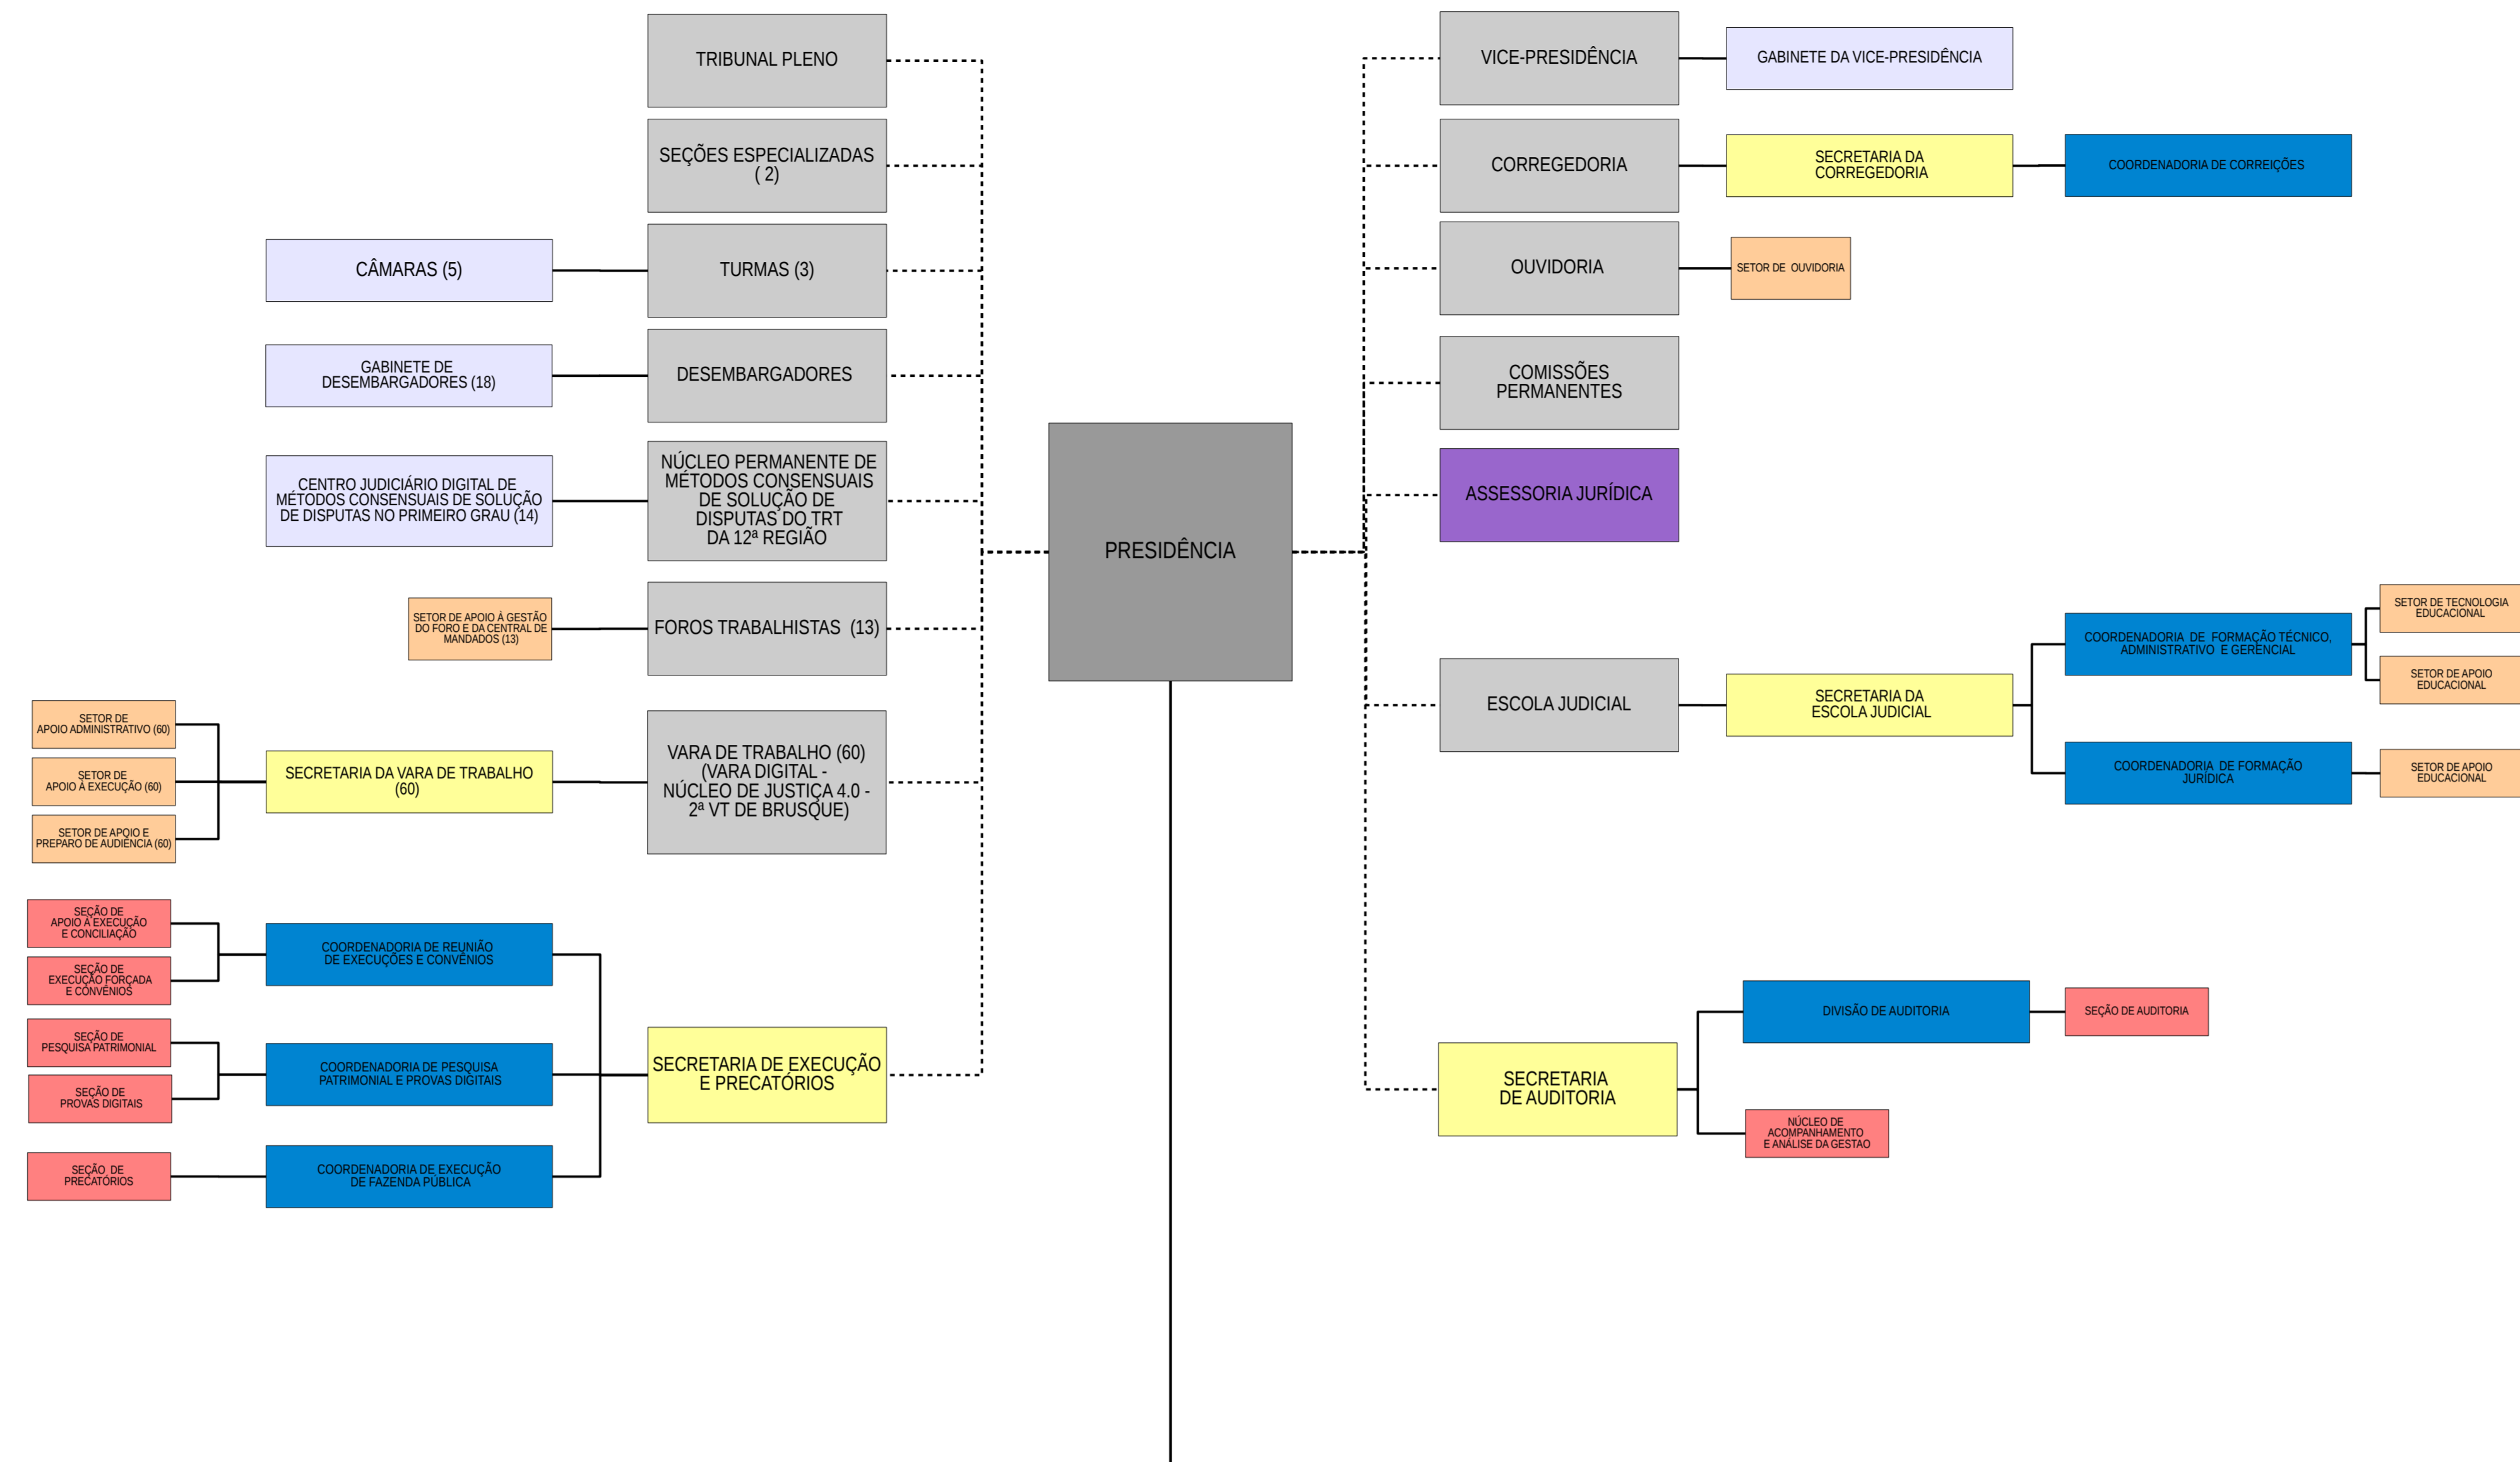 TRIBUNAL PLENO
SEÇÕES ESPECIALIZADAS
( 2)
CÂMARAS (5)
TURMAS (3)
GABINETE DE
DESEMBARGADORES (18)
DESEMBARGADORES
CENTRO JUDICIÁRIO DIGITAL DE
MÉTODOS CONSENSUAIS DE SOLUÇÃO
DE DISPUTAS NO PRIMEIRO GRAU (14)
NÚCLEO PERMANENTE DE
MÉTODOS CONSENSUAIS
DE SOLUÇÃO DE
DISPUTAS DO TRT
DA 12ª REGIÃO
SETOR DE APOIO À GESTÃO
DO FORO E DA CENTRAL DE
MANDADOS (13)
FOROS TRABALHISTAS (13)
SETOR DE
APOIO ADMINISTRATIVO (60)
SETOR DE
APOIO À EXECUÇÃO (60)
SETOR DE APOIO E
PREPARO DE AUDIÊNCIA (60)
SECRETARIA DA VARA DE TRABALHO
(60)
VARA DE TRABALHO (60)
(VARA DIGITAL -
NÚCLEO DE JUSTIÇA 4.0 -
2ª VT DE BRUSQUE)
SEÇÃO DE
APOIO À EXECUÇÃO
E CONCILIAÇÃO
SEÇÃO DE
EXECUÇÃO FORÇADA
E CONVÊNIOS
COORDENADORIA DE REUNIÃO
DE EXECUÇÕES E CONVÊNIOS
SEÇÃO DE
PESQUISA PATRIMONIAL
SEÇÃO DE
PROVAS DIGITAIS
COORDENADORIA DE PESQUISA
PATRIMONIAL E PROVAS DIGITAIS
SEÇÃO DE
PRECATÓRIOS
COORDENADORIA DE EXECUÇÃO
DE FAZENDA PÚBLICA
SECRETARIA DE EXECUÇÃO
E PRECATÓRIOS
PRESIDÊNCIA
VICE-PRESIDÊNCIA
GABINETE DA VICE-PRESIDÊNCIA
CORREGEDORIA
SECRETARIA DA
CORREGEDORIA
COORDENADORIA DE CORREIÇÕES
OUVIDORIA
SETOR DE OUVIDORIA
COMISSÕES
PERMANENTES
ASSESSORIA JURÍDICA
ESCOLA JUDICIAL
SECRETARIA DA
ESCOLA JUDICIAL
COORDENADORIA DE FORMAÇÃO TÉCNICO,
ADMINISTRATIVO E GERENCIAL
SETOR DE TECNOLOGIA
EDUCACIONAL
SETOR DE APOIO
EDUCACIONAL
COORDENADORIA DE FORMAÇÃO
JURÍDICA
SETOR DE APOIO
EDUCACIONAL
SECRETARIA
DE AUDITORIA
DIVISÃO DE AUDITORIA
SEÇÃO DE AUDITORIA
NÚCLEO DE
ACOMPANHAMENTO
E ANÁLISE DA GESTAO